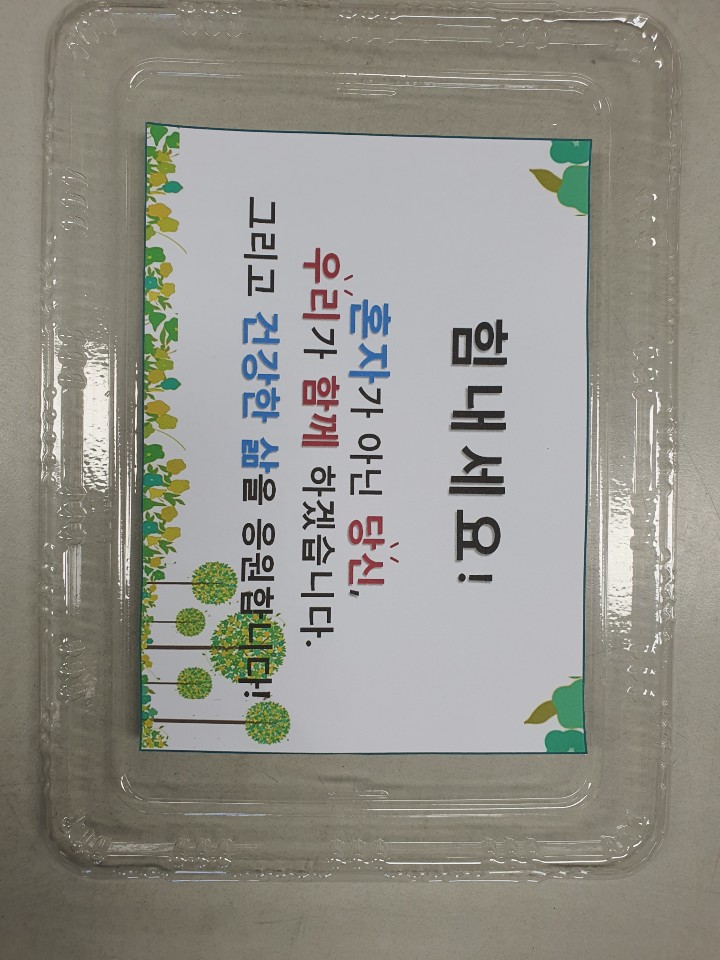 힘내세요!
혼자가 아닌 당신,
우리가 함께 하겠습니다.
그리고 건강한 삶을 응원합니다!